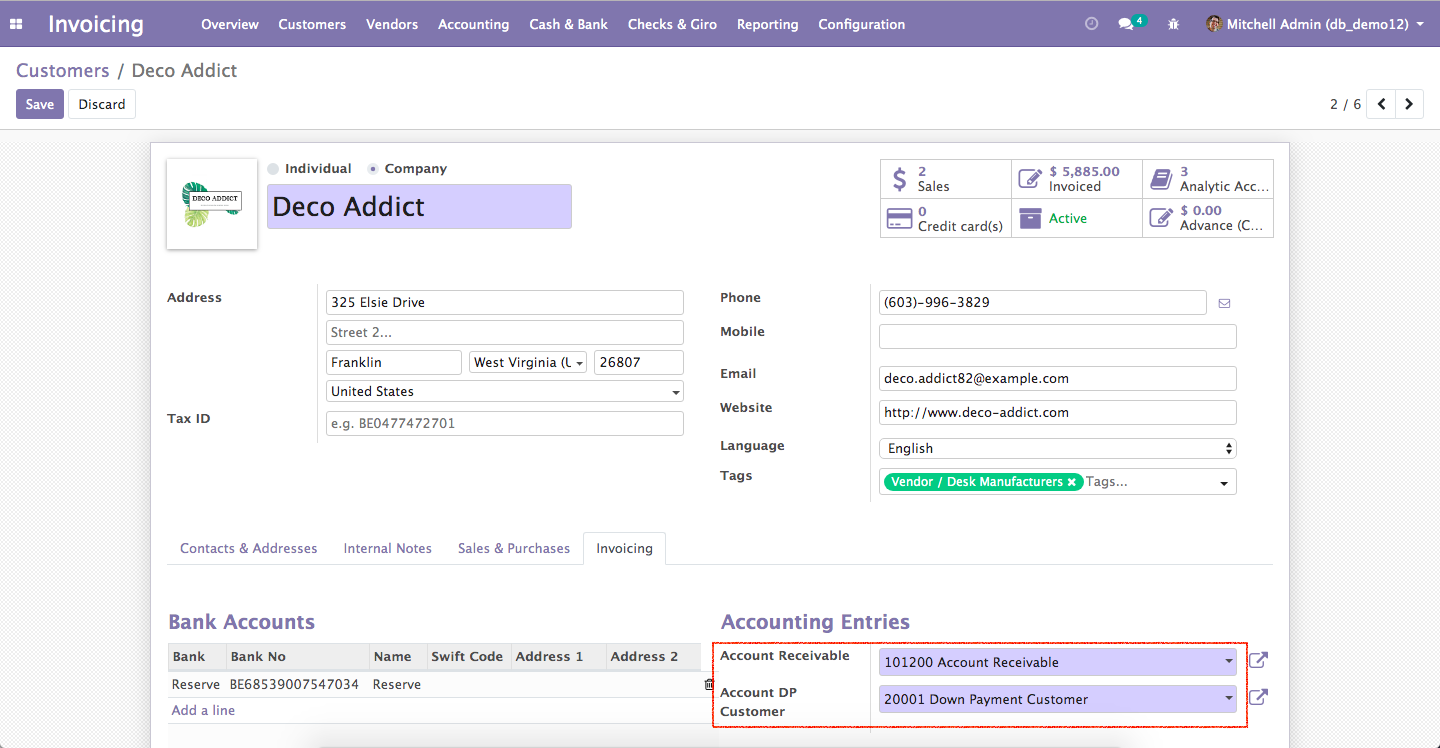 Invoicing Overview Customers Vendors Accounting Cash & Bank Checks & Giro Reporting Configuration 4 Mitchell Admin (db_demo12)
Customers / Deco Addict
Save Discard 2 / 6
Individual Company
DECO ADDICT
Deco Addict
2 Sales
$ 5,885.00 Invoiced
3 Analytic Acc...
0 Credit card(s)
Active
$ 0.00 Advance (C...
Address
325 Elsie Drive
Street 2...
Franklin West Virginia (U 26807
United States
Tax ID e.g. BE0477472701
Phone (603)-996-3829
Mobile
Email deco.addict82@example.com
Website http://www.deco-addict.com
Language English
Tags Vendor / Desk Manufacturers × Tags...
Contacts & Addresses Internal Notes Sales & Purchases Invoicing
Bank Accounts
Bank Bank No Name Swift Code Address 1 Address 2
Reserve BE68539007547034 Reserve
Add a line
Accounting Entries
Account Receivable 101200 Account Receivable
Account DP Customer 20001 Down Payment Customer